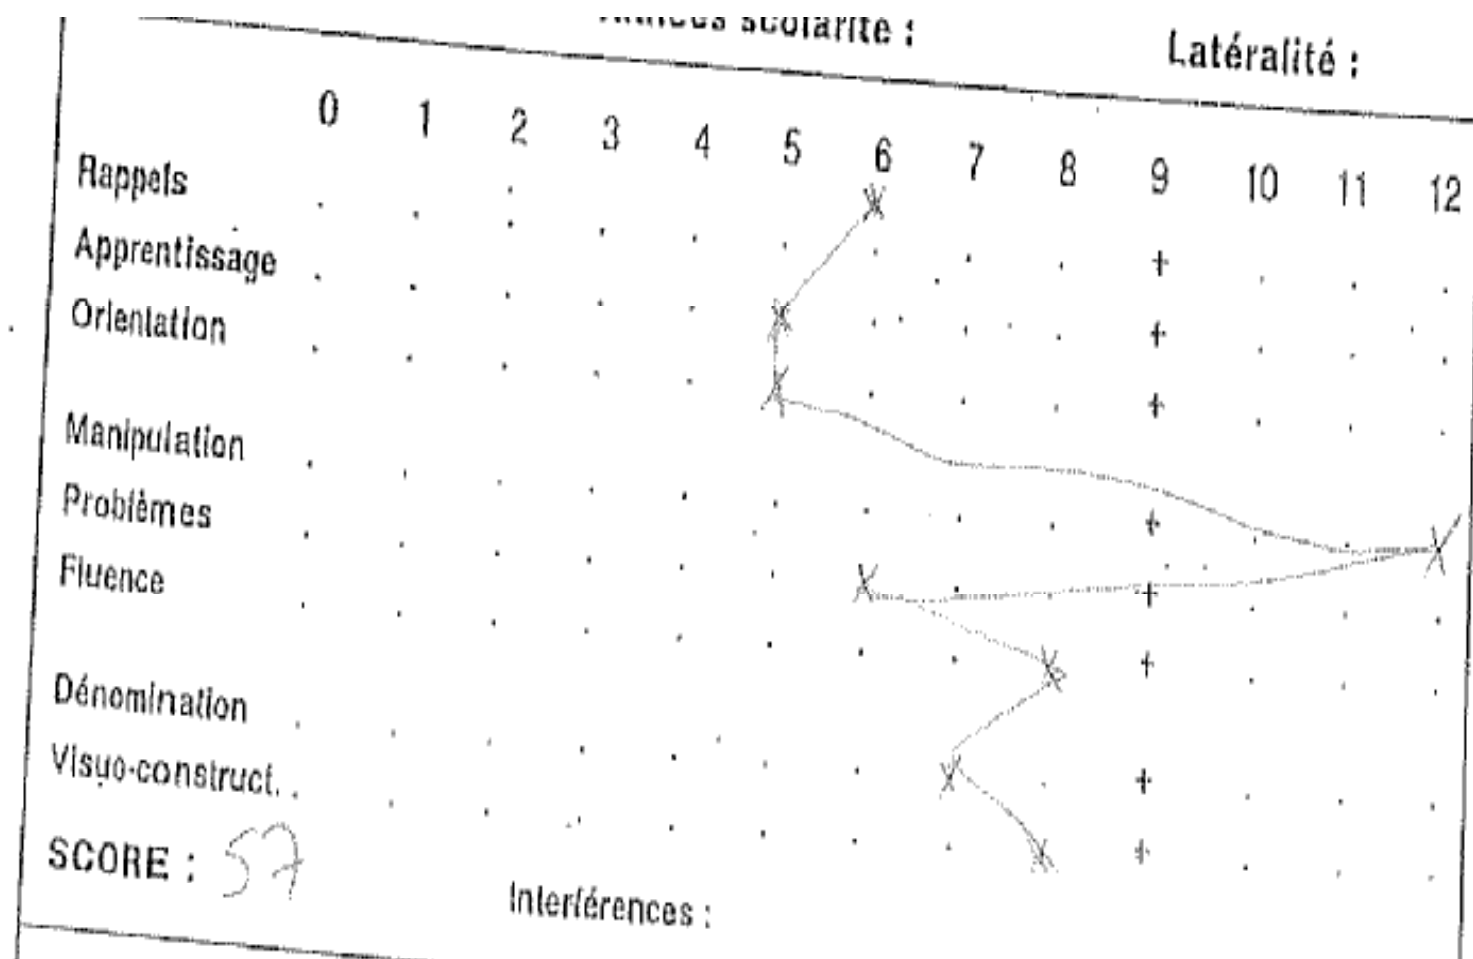 Années scolarité : Latéralité :
0 1 2 3 4 5 6 7 8 9 10 11 12
Rappels
Apprentissage
Orientation
Manipulation
Problèmes
Fluence
Dénomination
Visuo-construct.
SCORE : 57
Interférences :